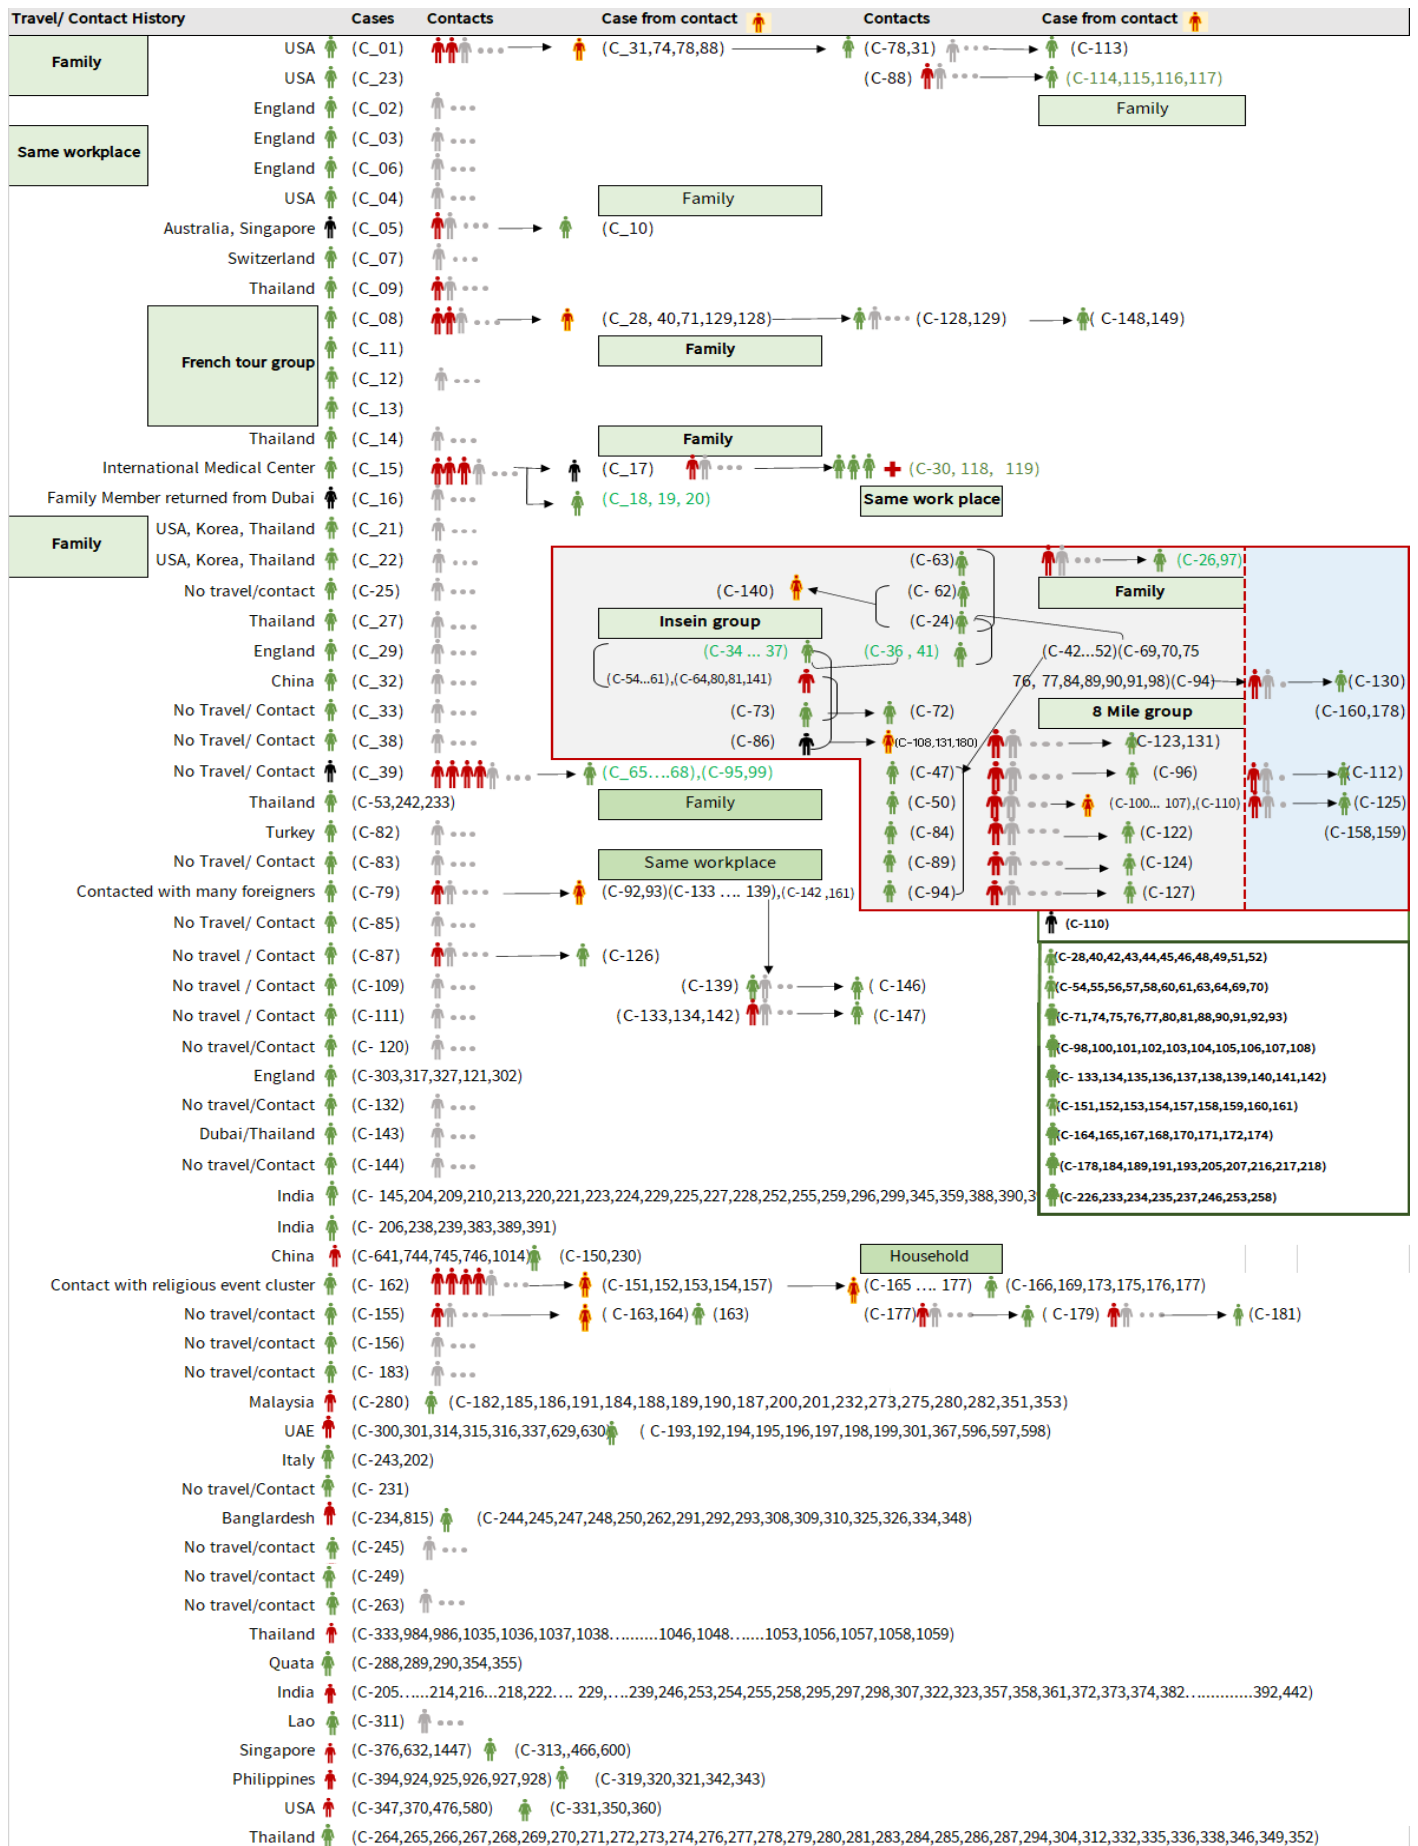 Travel/ Contact History Cases Contacts Case from contact Contacts Case from contact
Family USA (C_01) (C_31,74,78,88) (C-78,31) (C-113)
USA (C_23) (C-88) (C-114,115,116,117)
England (C_02) Family
Same workplace England (C_03)
England (C_06)
USA (C_04) Family
Australia, Singapore (C_05) (C_10)
Switzerland (C_07)
Thailand (C_09)
French tour group (C_08) (C_28, 40,71,129,128) (C-128,129) ( C-148,149)
(C_11) Family
(C_12)
(C_13)
Thailand (C_14) Family
International Medical Center (C_15) (C_17) (C-30, 118, 119)
Family Member returned from Dubai (C_16) (C_18, 19, 20) Same work place
Family USA, Korea, Thailand (C_21)
USA, Korea, Thailand (C_22) (C-63) (C-26,97)
No travel/contact (C-25) (C-140) (C- 62) Family
Thailand (C_27) Insein group (C-24)
England (C_29) (C-34 ... 37) (C-36 , 41) (C-42...52)(C-69,70,75
China (C_32) (C-54...61),(C-64,80,81,141) 76, 77,84,89,90,91,98)(C-94) (C-130)
No Travel/ Contact (C_33) (C-73) (C-72) 8 Mile group (C-160,178)
No Travel/ Contact (C_38) (C-86) (C-108,131,180) C-123,131)
No Travel/ Contact (C_39) (C_65....68),(C-95,99) (C-47) (C-96) (C-112)
Thailand (C-53,242,233) Family (C-50) (C-100... 107),(C-110) (C-125)
Turkey (C-82) (C-84) (C-122) (C-158,159)
No Travel/ Contact (C-83) Same workplace (C-89) (C-124)
Contacted with many foreigners (C-79) (C-92,93)(C-133 .... 139),(C-142 ,161) (C-94) (C-127)
No Travel/ Contact (C-85) (C-110)
No travel / Contact (C-87) (C-126) (C-28,40,42,43,44,45,46,48,49,51,52)
No travel / Contact (C-109) (C-139) ( C-146) (C-54,55,56,57,58,60,61,63,64,69,70)
No travel / Contact (C-111) (C-133,134,142) (C-147) (C-71,74,75,76,77,80,81,88,90,91,92,93)
No travel/Contact (C- 120) (C-98,100,101,102,103,104,105,106,107,108)
England (C-303,317,327,121,302) (C- 133,134,135,136,137,138,139,140,141,142)
No travel/Contact (C-132) (C-151,152,153,154,157,158,159,160,161)
Dubai/Thailand (C-143) (C-164,165,167,168,170,171,172,174)
No travel/Contact (C-144) (C-178,184,189,191,193,205,207,216,217,218)
India (C- 145,204,209,210,213,220,221,223,224,229,225,227,228,252,255,259,296,299,345,359,388,390,3 (C-226,233,234,235,237,246,253,258)
India (C- 206,238,239,383,389,391)
China (C-641,744,745,746,1014) (C-150,230) Household
Contact with religious event cluster (C- 162) (C-151,152,153,154,157) (C-165 .... 177) (C-166,169,173,175,176,177)
No travel/contact (C-155) ( C-163,164) (163) (C-177) ( C-179) (C-181)
No travel/contact (C-156)
No travel/contact (C- 183)
Malaysia (C-280) (C-182,185,186,191,184,188,189,190,187,200,201,232,273,275,280,282,351,353)
UAE (C-300,301,314,315,316,337,629,630) ( C-193,192,194,195,196,197,198,199,301,367,596,597,598)
Italy (C-243,202)
No travel/Contact (C- 231)
Banglardesh (C-234,815) (C-244,245,247,248,250,262,291,292,293,308,309,310,325,326,334,348)
No travel/contact (C-245)
No travel/contact (C-249)
No travel/contact (C-263)
Thailand (C-333,984,986,1035,1036,1037,1038...........1046,1048..........1053,1056,1057,1058,1059)
Quata (C-288,289,290,354,355)
India (C-205.......214,216...218,222.... 229,....239,246,253,254,255,258,295,297,298,307,322,323,357,358,361,372,373,374,382...............392,442)
Lao (C-311)
Singapore (C-376,632,1447) (C-313,,466,600)
Philippines (C-394,924,925,926,927,928) (C-319,320,321,342,343)
USA (C-347,370,476,580) (C-331,350,360)
Thailand (C-264,265,266,267,268,269,270,271,272,273,274,276,277,278,279,280,281,283,284,285,286,287,294,304,312,332,335,336,338,346,349,352)